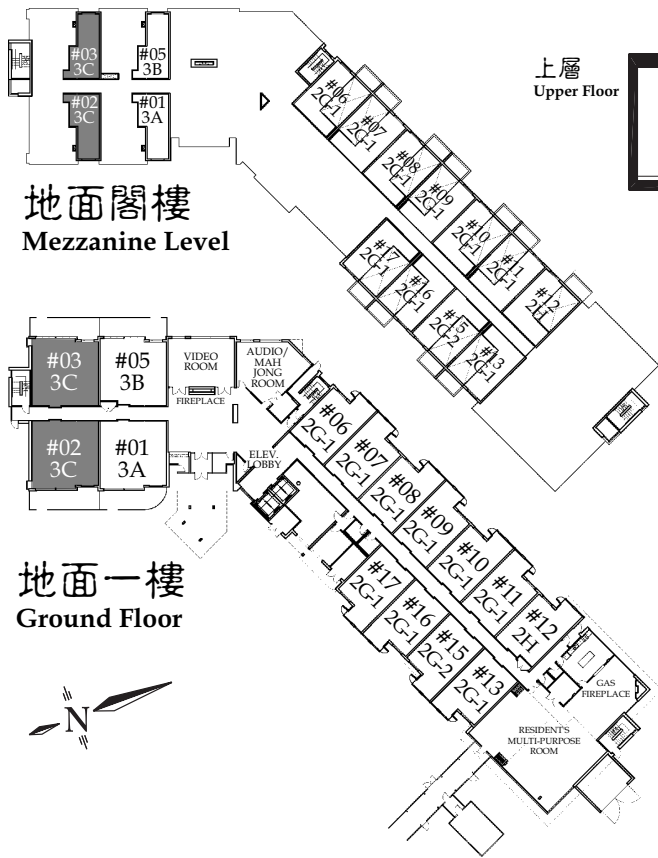 #03
3C
#05
3B
#02
3C
#01
3A
上層
Upper Floor
#06
2G-1
#07
2G-1
#08
2G-1
#09
2G-1
#10
2G-1
#11
2G-1
#12
2H
#17
2G-1
#16
2G-1
#15
2G-2
#13
2G-1
地面閣樓
Mezzanine Level
#03
3C
#05
3B
VIDEO
ROOM
AUDIO/
MAH
JONG
ROOM
FIREPLACE
#02
3C
#01
3A
ELEV.
LOBBY
#06
2G-1
#07
2G-1
#08
2G-1
#09
2G-1
#10
2G-1
#11
2G-1
#12
2H
#17
2G-1
#16
2G-1
#15
2G-2
#13
2G-1
GAS
FIREPLACE
RESIDENT'S
MULTI-PURPOSE
ROOM
地面一樓
Ground Floor
N